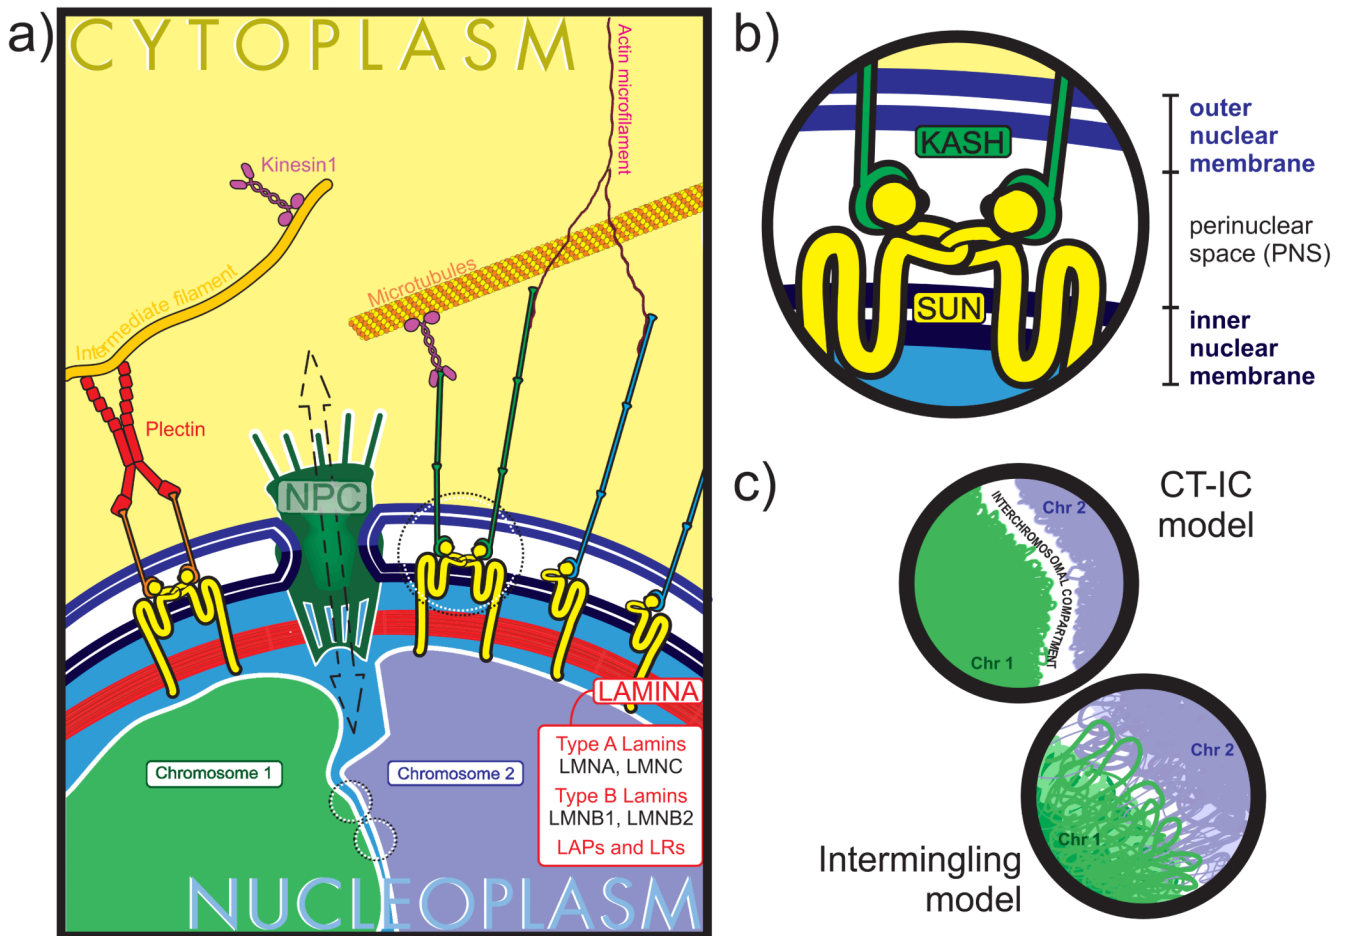 a)
CYTOPLASM
Actin microfilament
Kinesin1
Intermediate filament
Microtubules
Plectin
NPC
LAMINA
Type A Lamins
LMNA, LMNC
Type B Lamins
LMNB1, LMNB2
LAPs and LRs
Chromosome 1
Chromosome 2
NUCLEOPLASM
b)
KASH
SUN
outer
nuclear
membrane
perinuclear
space (PNS)
inner
nuclear
membrane
c)
CT-IC
model
INTERCHROMOSOMAL COMPARTMENT
Chr 2
Chr 1
Intermingling
model
Chr 2
Chr 1